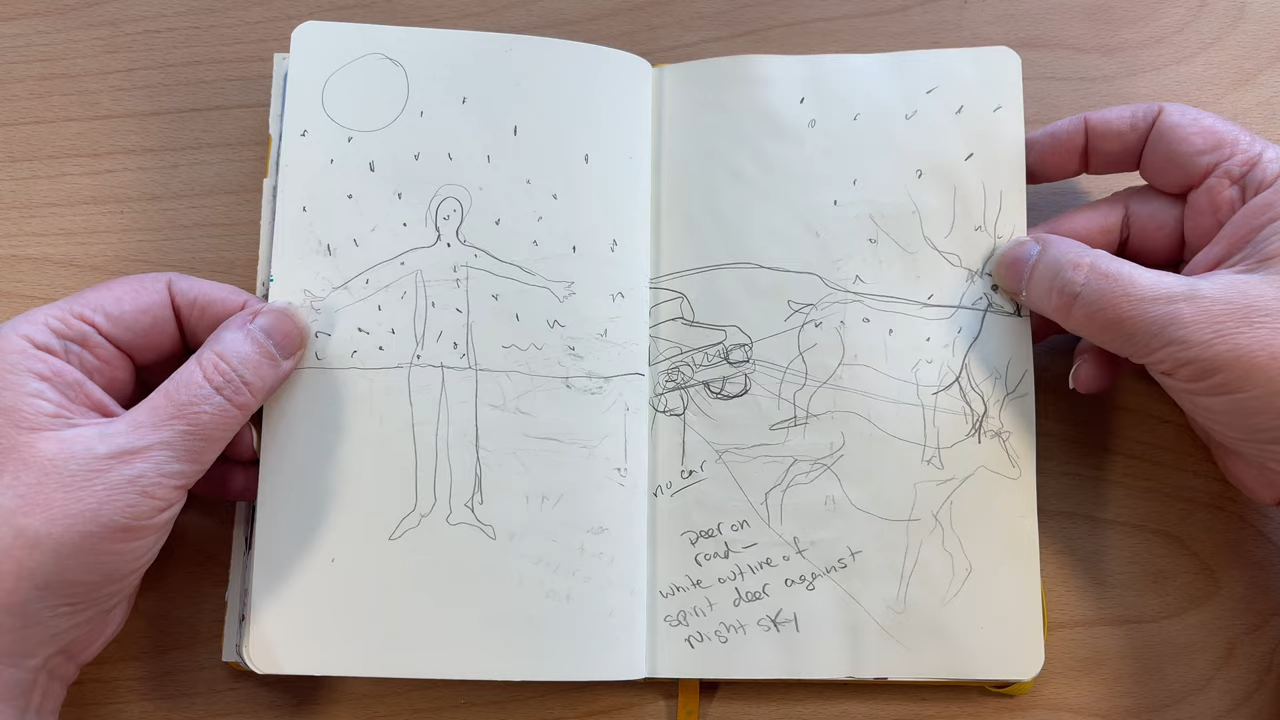 no car
Deer on
road—
white outline of
spirit deer against
Night sky